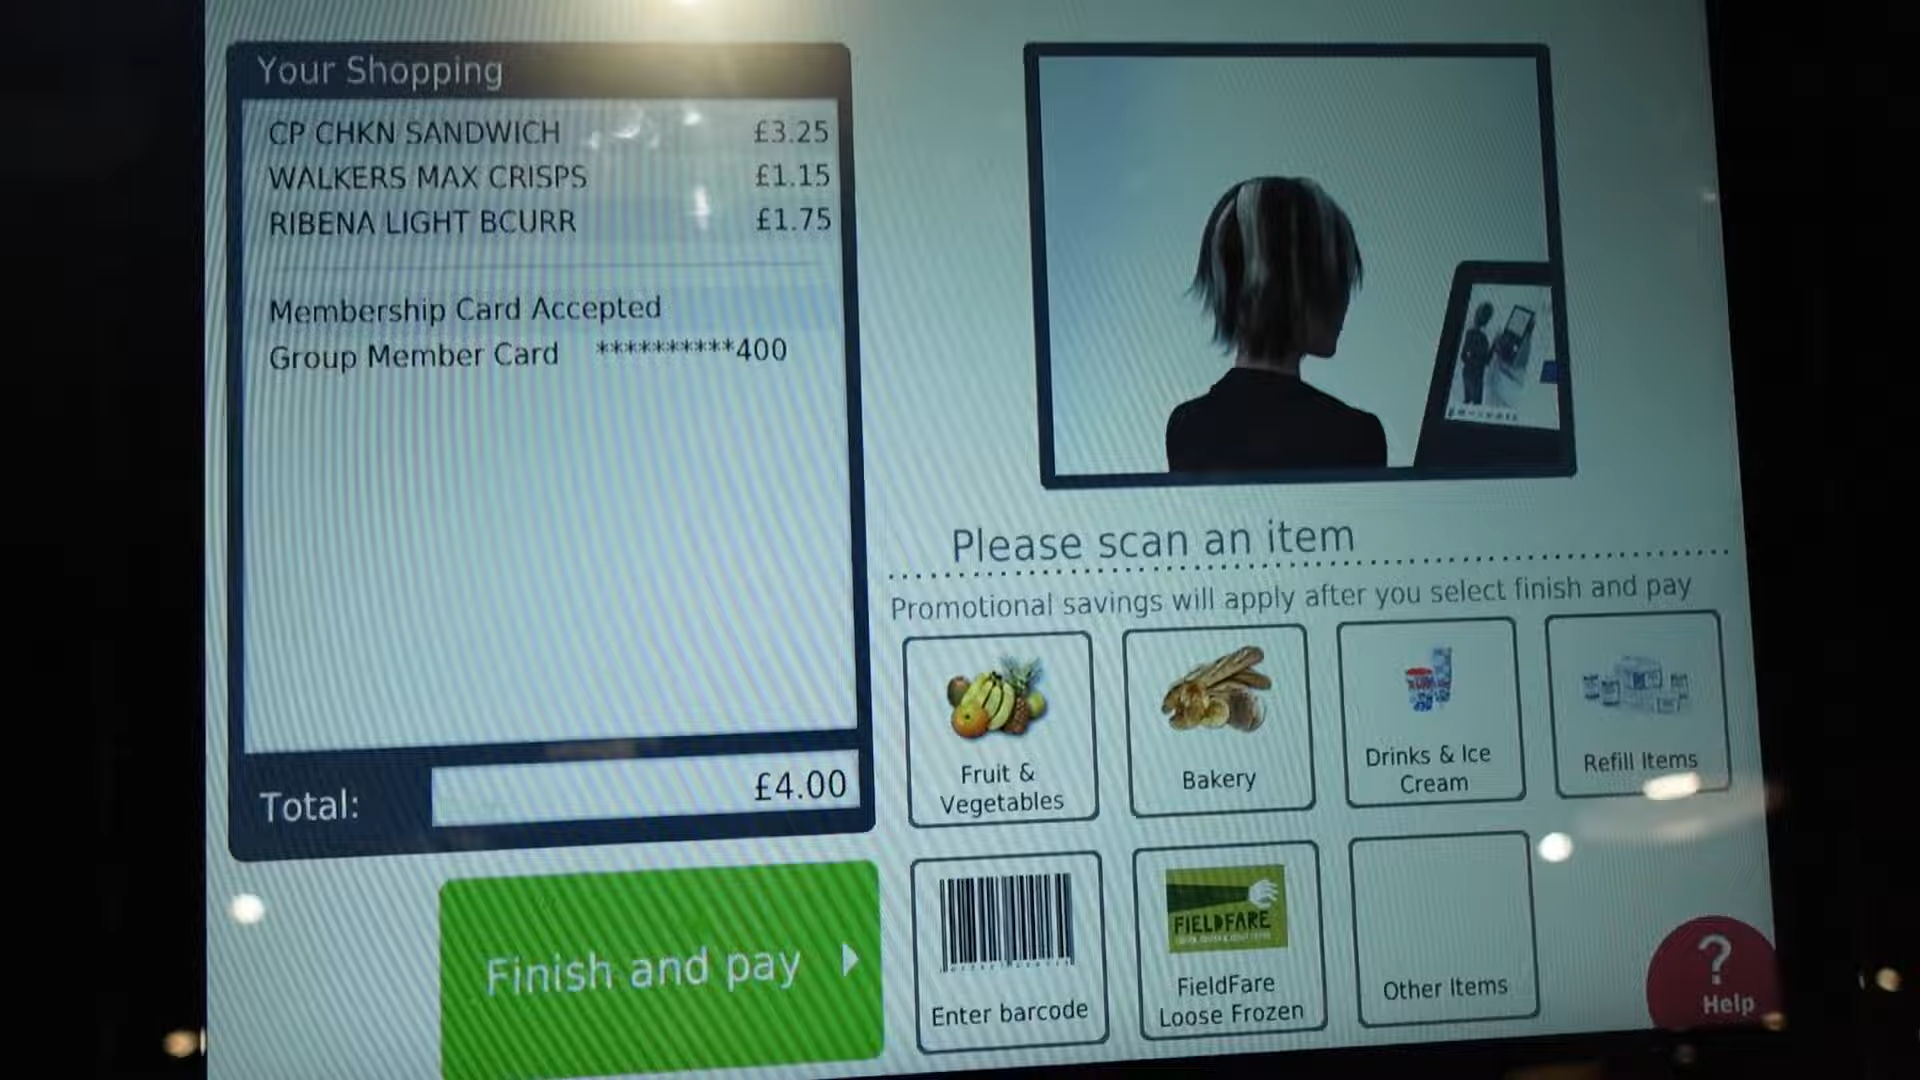 Your Shopping
CP CHKN SANDWICH £3.25
WALKERS MAX CRISPS £1.15
RIBENA LIGHT BCURR £1.75
Membership Card Accepted
Group Member Card **********400
Total: £4.00
Finish and pay
Please scan an item
Promotional savings will apply after you select finish and pay
Fruit &
Vegetables
Bakery
Drinks & Ice
Cream
Refill Items
Enter barcode
FIELDFARE
FieldFare
Loose Frozen
Other Items
?
Help